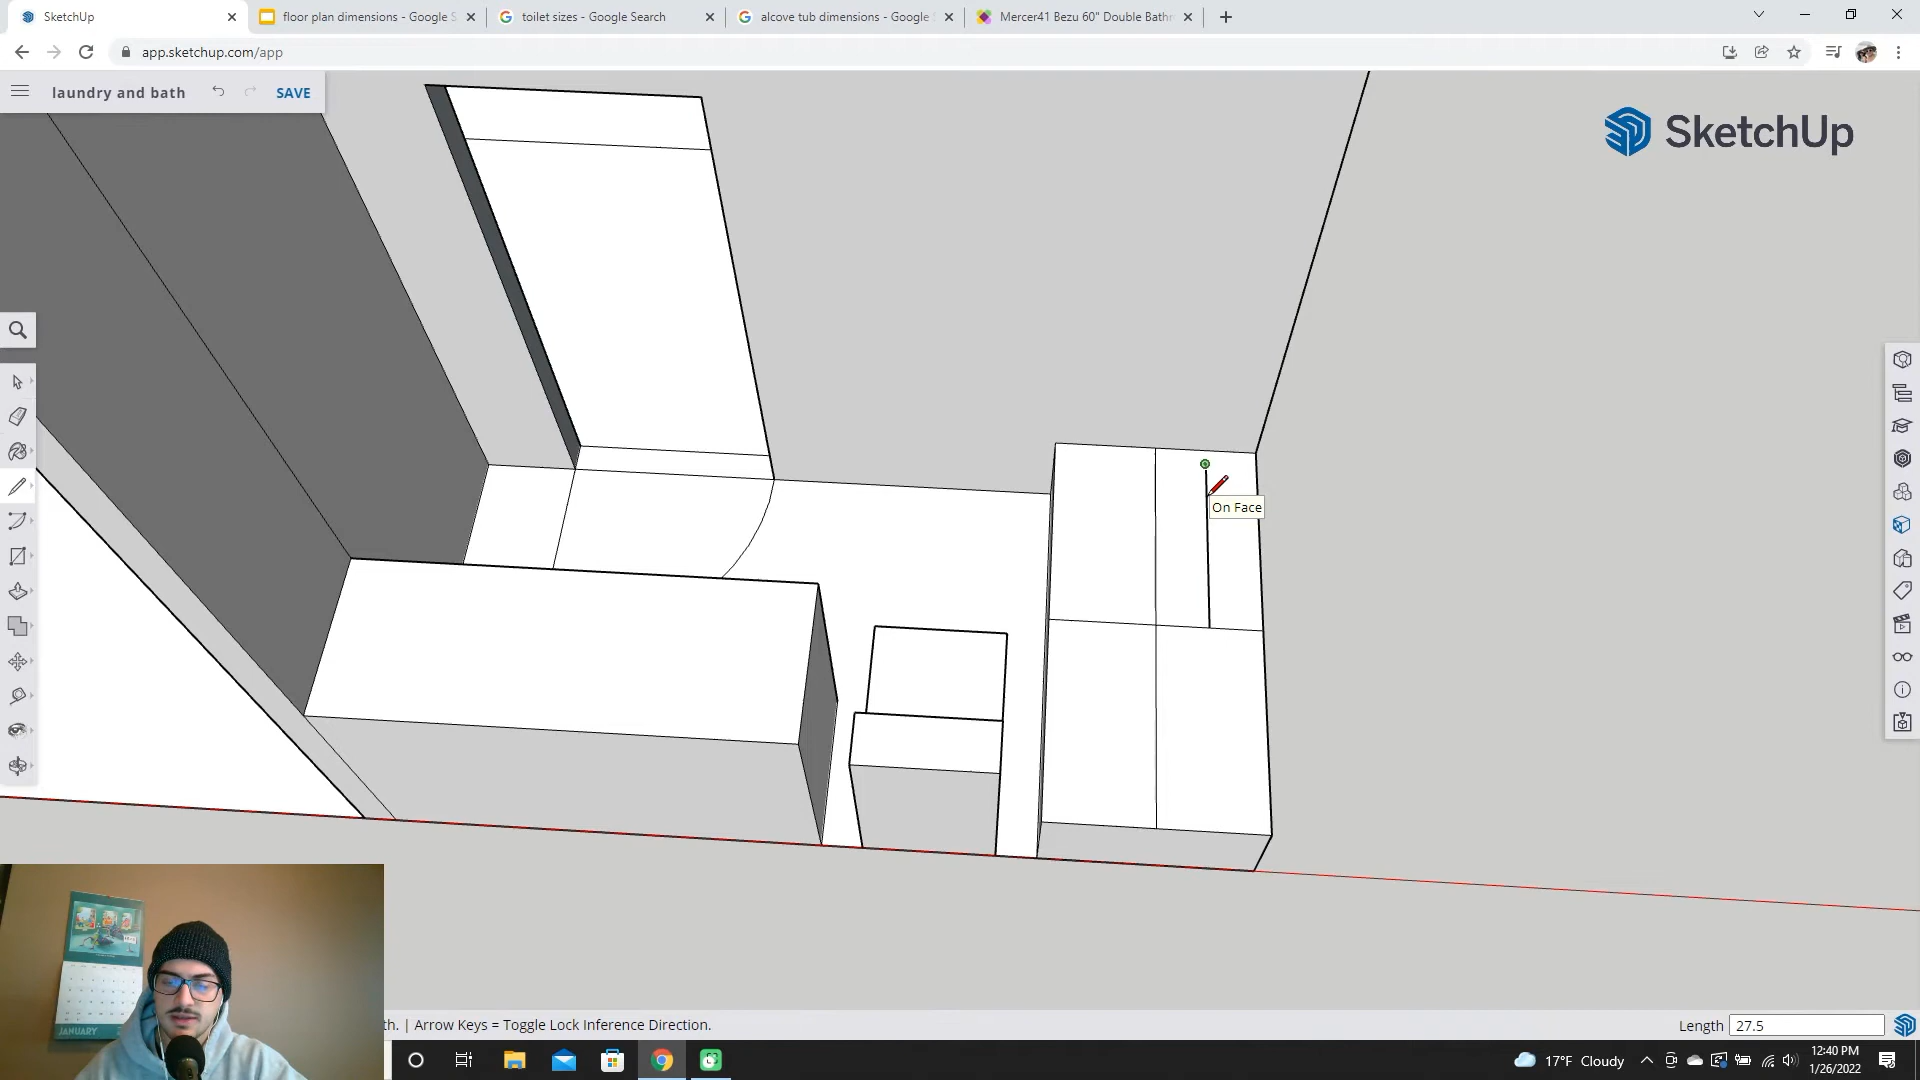 SketchUp
floor plan dimensions - Google S
toilet sizes - Google Search
alcove tub dimensions - Google S
Mercer41 Bezu 60" Double Bathr
app.sketchup.com/app
laundry and bath
SAVE
SketchUp
On Face
th. | Arrow Keys = Toggle Lock Inference Direction.
Length 27.5
JANUARY
17°F Cloudy
12:40 PM
1/26/2022